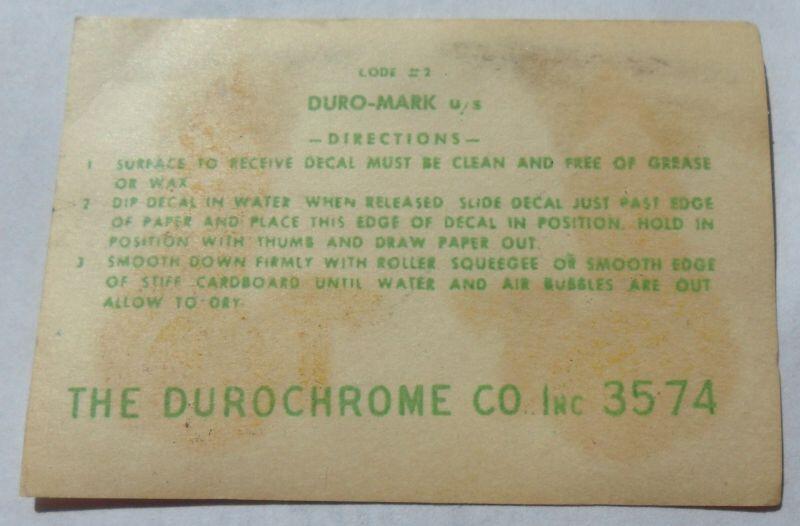 CODE #2
DURO-MARK u/s
—DIRECTIONS—
1 SURFACE TO RECEIVE DECAL MUST BE CLEAN AND FREE OF GREASE
OR WAX
2 DIP DECAL IN WATER WHEN RELEASED SLIDE DECAL JUST PAST EDGE
OF PAPER AND PLACE THIS EDGE OF DECAL IN POSITION. HOLD IN
POSITION WITH THUMB AND DRAW PAPER OUT.
3 SMOOTH DOWN FIRMLY WITH ROLLER SQUEEGEE OR SMOOTH EDGE
OF STIFF CARDBOARD UNTIL WATER AND AIR BUBBLES ARE OUT
ALLOW TO DRY.
THE DUROCHROME CO INC 3574